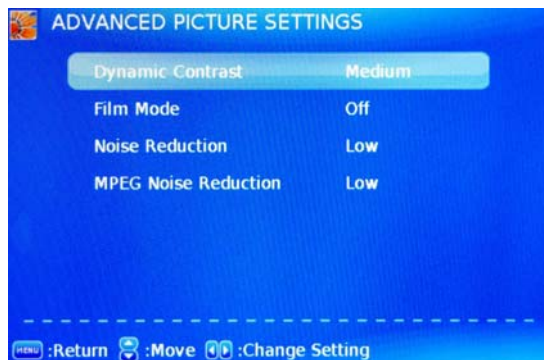 ADVANCED PICTURE SETTINGS
Dynamic Contrast Medium
Film Mode Off
Noise Reduction Low
MPEG Noise Reduction Low
MENU :Return :Move :Change Setting